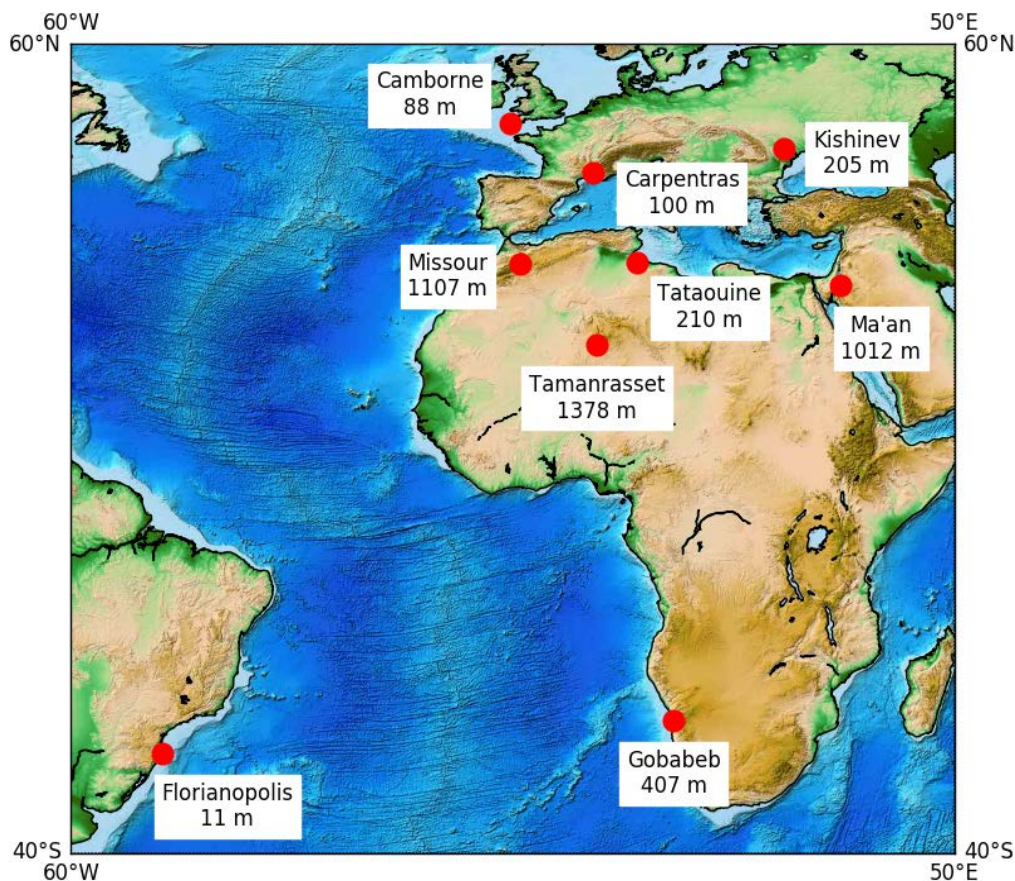 60°W
50°E
60°N
60°N
Camborne
88 m
Kishinev
205 m
Carpentras
100 m
Missour
1107 m
Tataouine
210 m
Ma'an
1012 m
Tamanrasset
1378 m
Gobabeb
407 m
Florianopolis
11 m
40°S
40°S
60°W
50°E